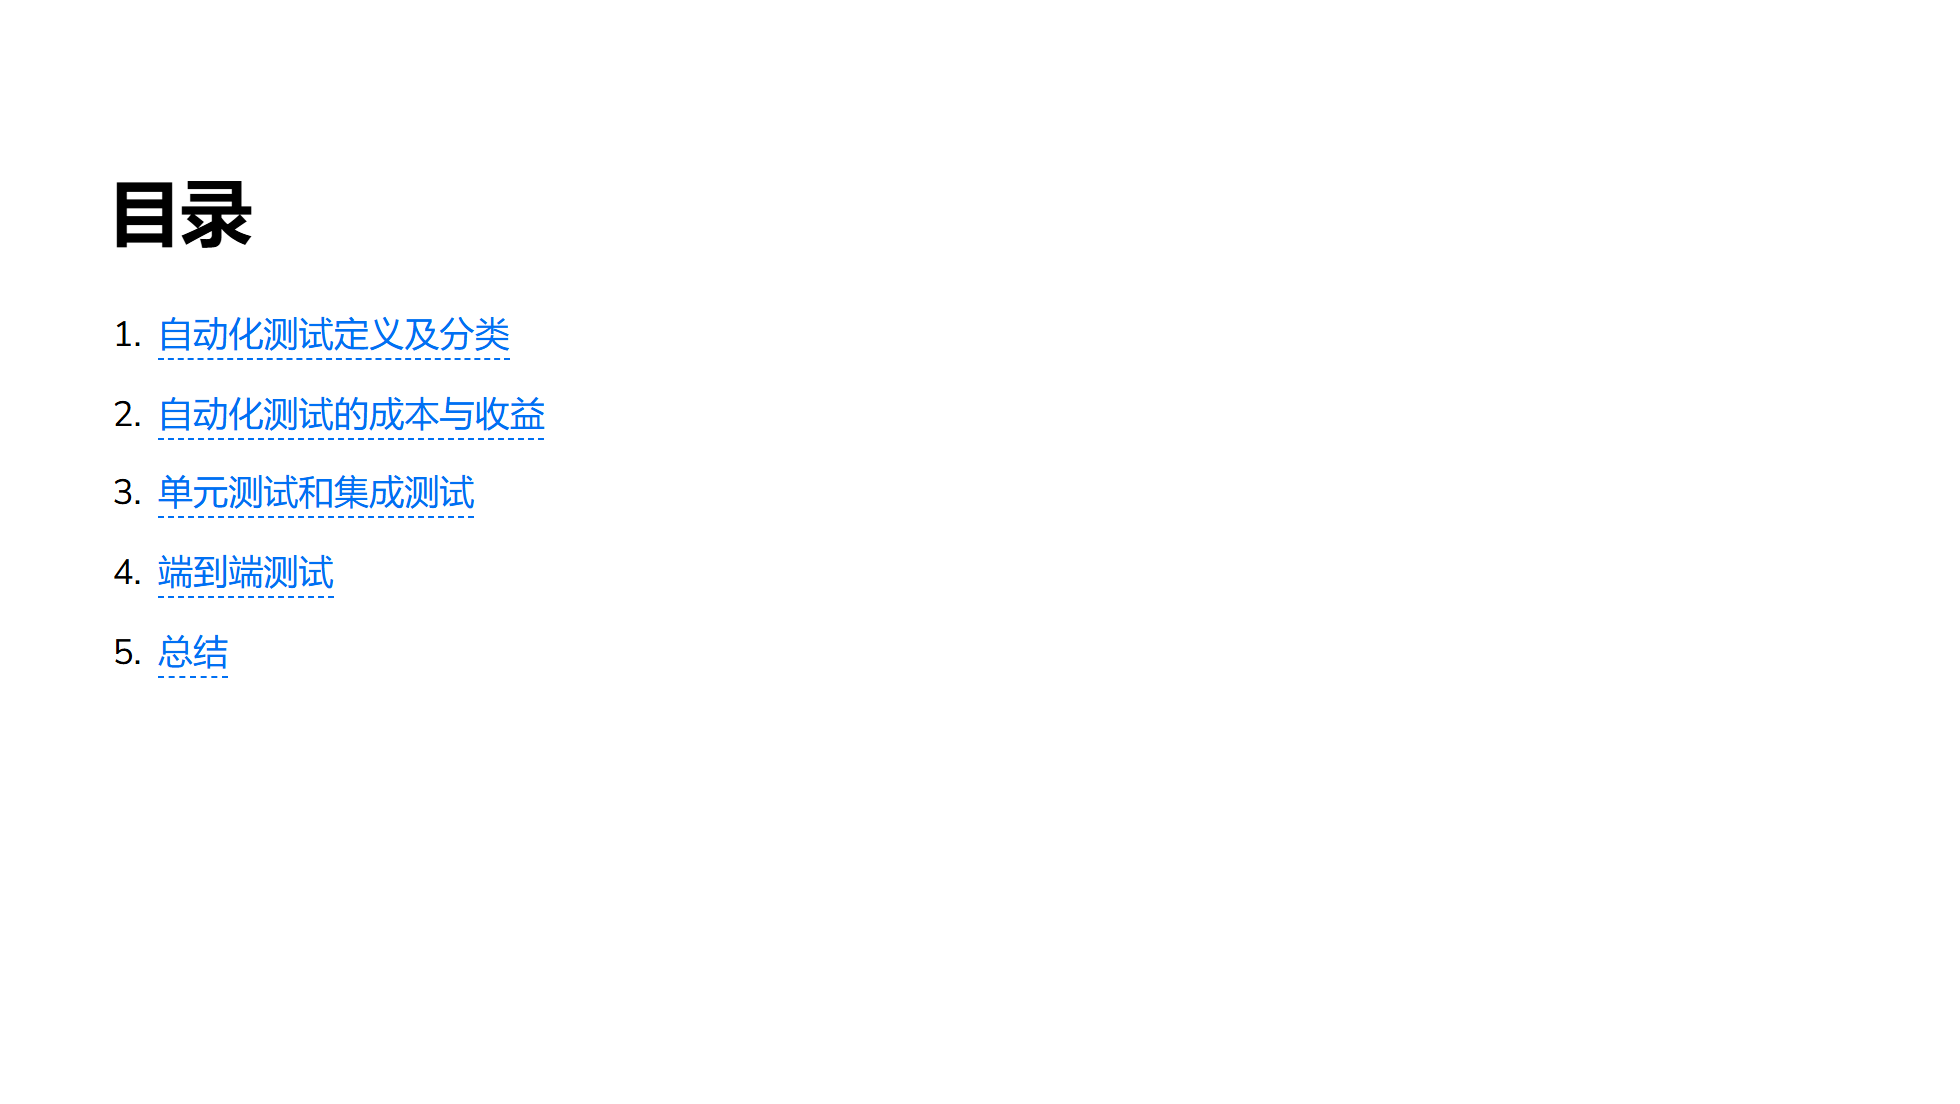 目录
1. 自动化测试定义及分类
2. 自动化测试的成本与收益
3. 单元测试和集成测试
4. 端到端测试
5. 总结